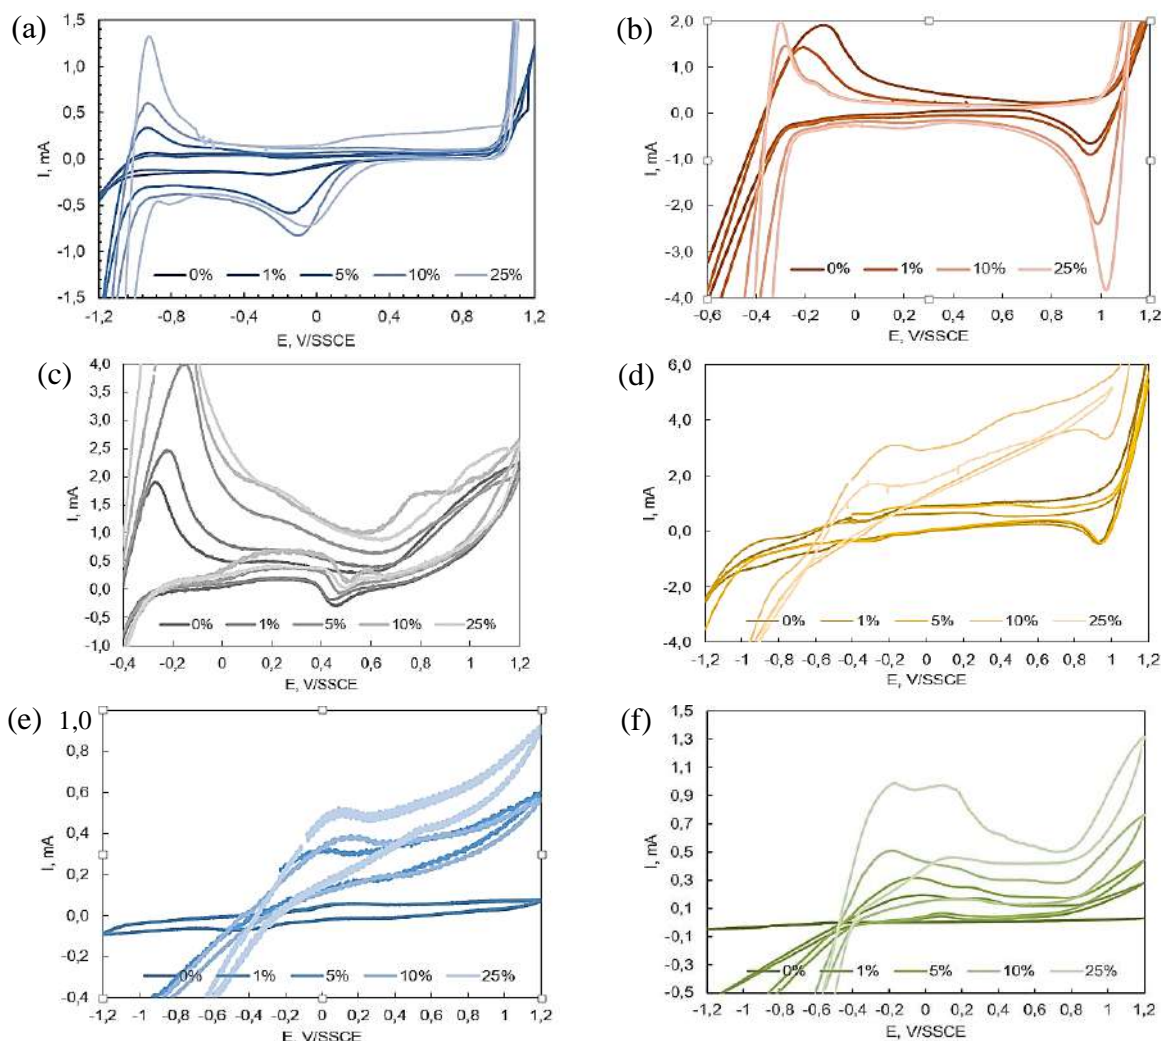 (a)
1,5
1,0
0,5
0,0
-0,5
-1,0
-1,5
I, mA
0% 1% 5% 10% 25%
-1,2 -0,8 -0,4 0 0,4 0,8 1,2
E, V/SSCE
(b)
2,0
1,0
0,0
-1,0
-2,0
-3,0
-4,0
I, mA
0% 1% 10% 25%
-0,6 -0,4 -0,2 0 0,2 0,4 0,6 0,8 1 1,2
E, V/SSCE
(c)
4,0
3,5
3,0
2,5
2,0
1,5
1,0
0,5
0,0
-0,5
-1,0
I, mA
0% 1% 5% 10% 25%
-0,4 -0,2 0 0,2 0,4 0,6 0,8 1 1,2
E, V/SSCE
(d)
6,0
4,0
2,0
0,0
-2,0
-4,0
I, mA
0% 1% 5% 10% 25%
-1,2 -1 -0,8 -0,6 -0,4 -0,2 0 0,2 0,4 0,6 0,8 1 1,2
E, V/SSCE
(e)
1,0
0,8
0,6
0,4
0,2
0,0
-0,2
-0,4
I, mA
0% 1% 5% 10% 25%
-1,2 -1 -0,8 -0,6 -0,4 -0,2 0 0,2 0,4 0,6 0,8 1 1,2
E, V/SSCE
(f)
1,5
1,3
1,1
0,9
0,7
0,5
0,3
0,1
-0,1
-0,3
-0,5
I, mA
0% 1% 5% 10% 25%
-1,2 -1 -0,8 -0,6 -0,4 -0,2 0 0,2 0,4 0,6 0,8 1 1,2
E, V/SSCE